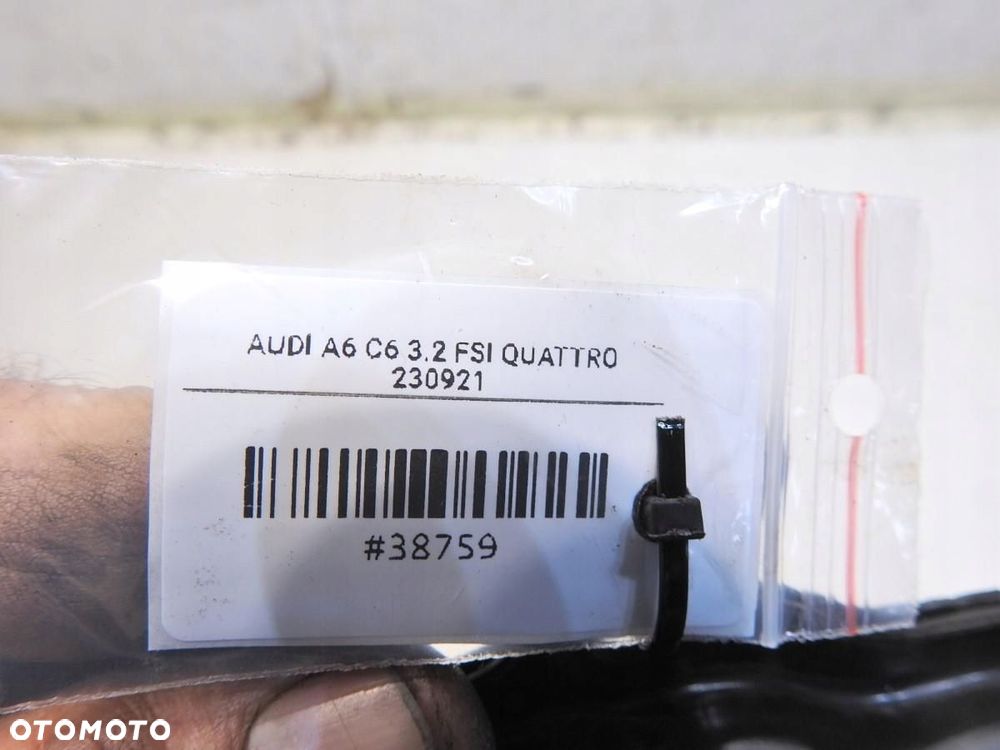 AUDI A6 C6 3.2 FSI QUATTRO
230921
#38759
OTOMOTO